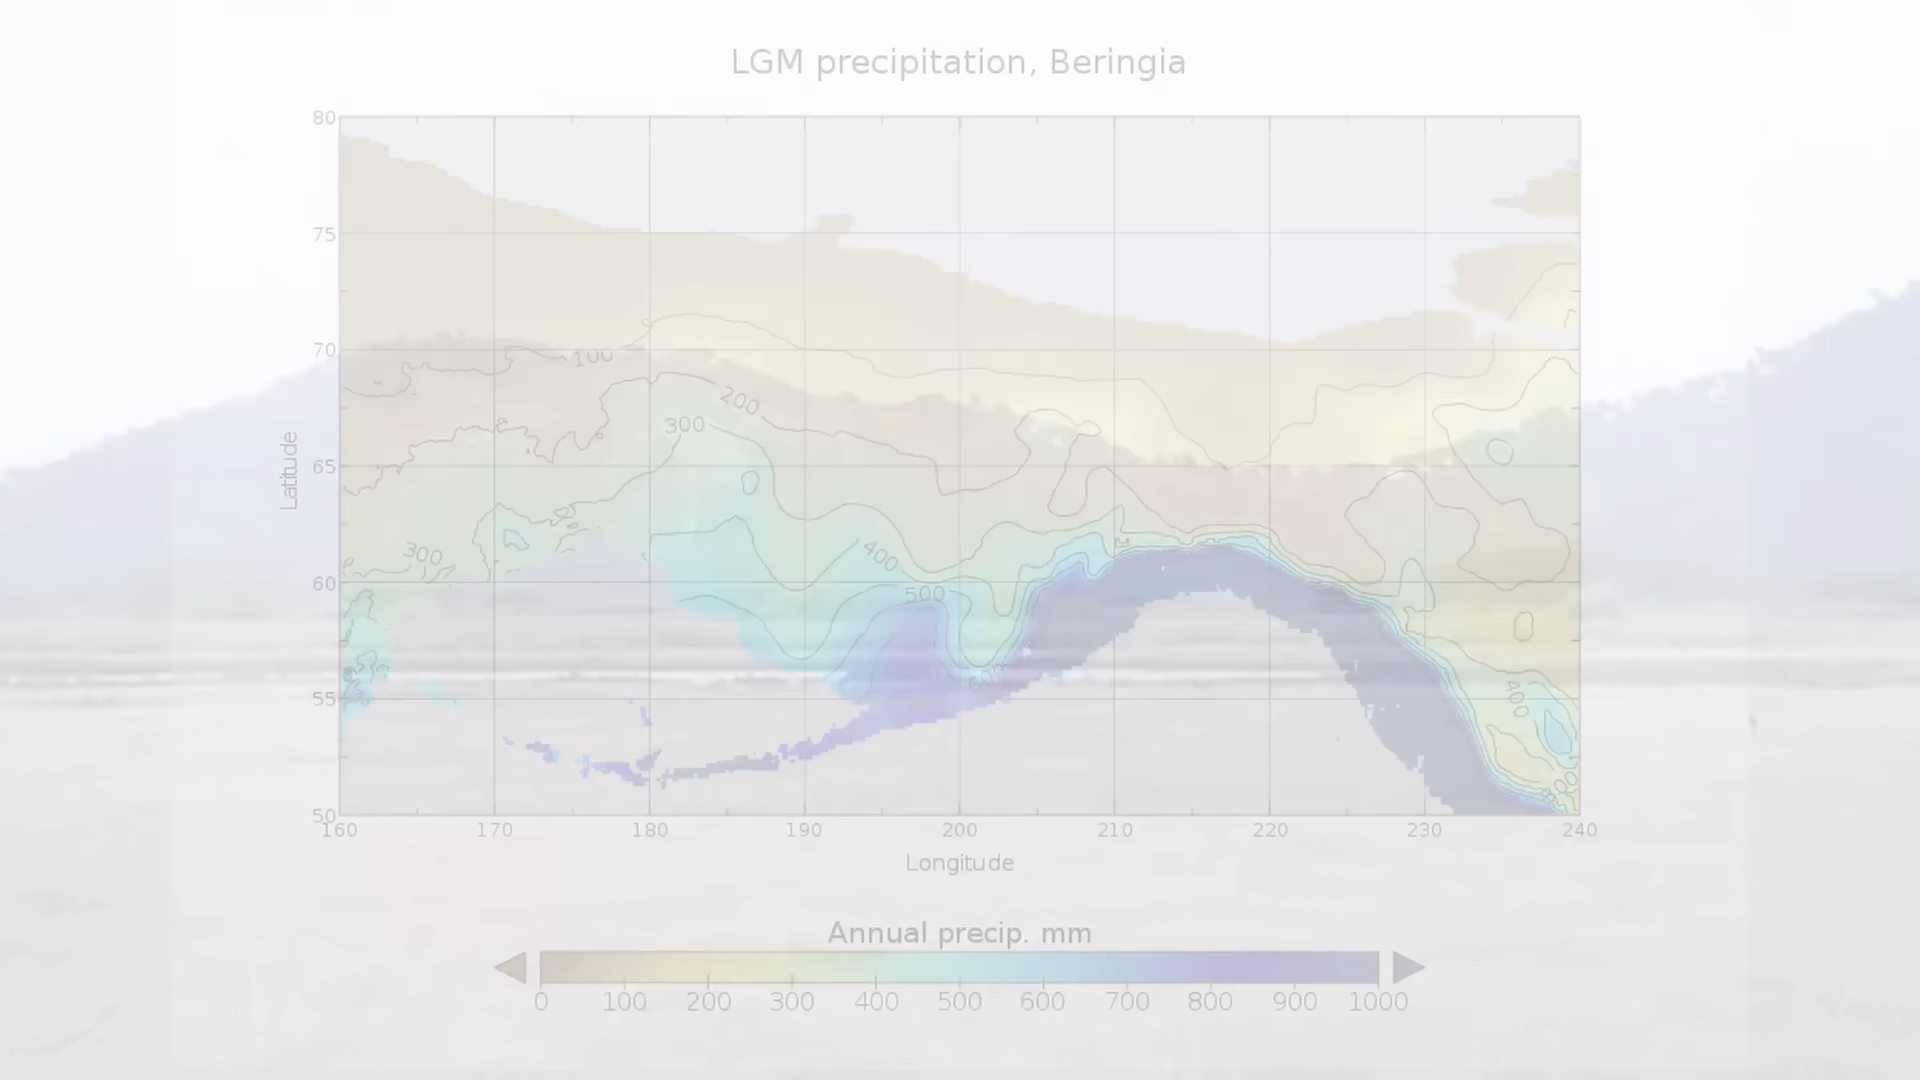 LGM precipitation, Beringia
80
75
70
65
60
55
50
Latitude
100
200
300
300
400
500
400
160 170 180 190 200 210 220 230 240
Longitude
Annual precip. mm
0 100 200 300 400 500 600 700 800 900 1000